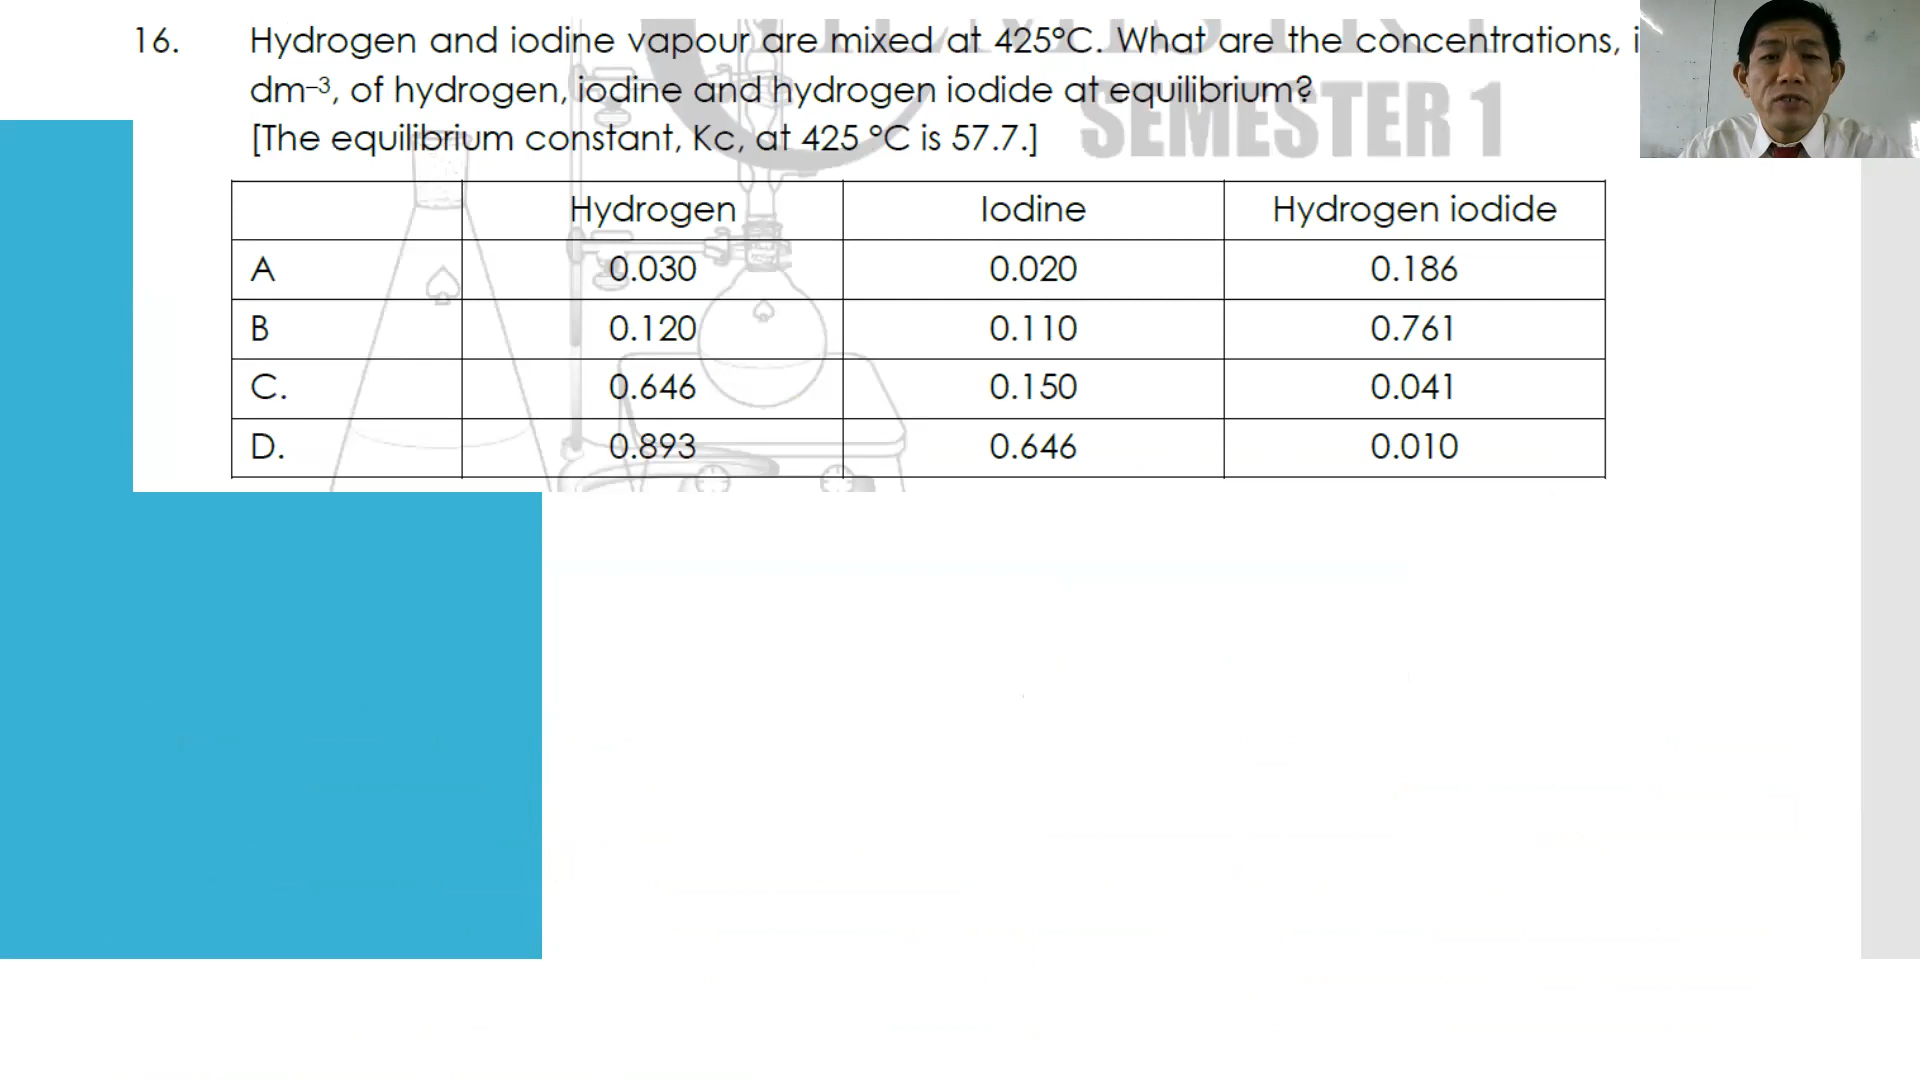 16. Hydrogen and iodine vapour are mixed at 425°C. What are the concentrations, i
dm⁻³, of hydrogen, iodine and hydrogen iodide at equilibrium?
[The equilibrium constant, Kc, at 425 °C is 57.7.]
SEMESTER 1
Hydrogen Iodine Hydrogen iodide
A 0.030 0.020 0.186
B 0.120 0.110 0.761
C. 0.646 0.150 0.041
D. 0.893 0.646 0.010